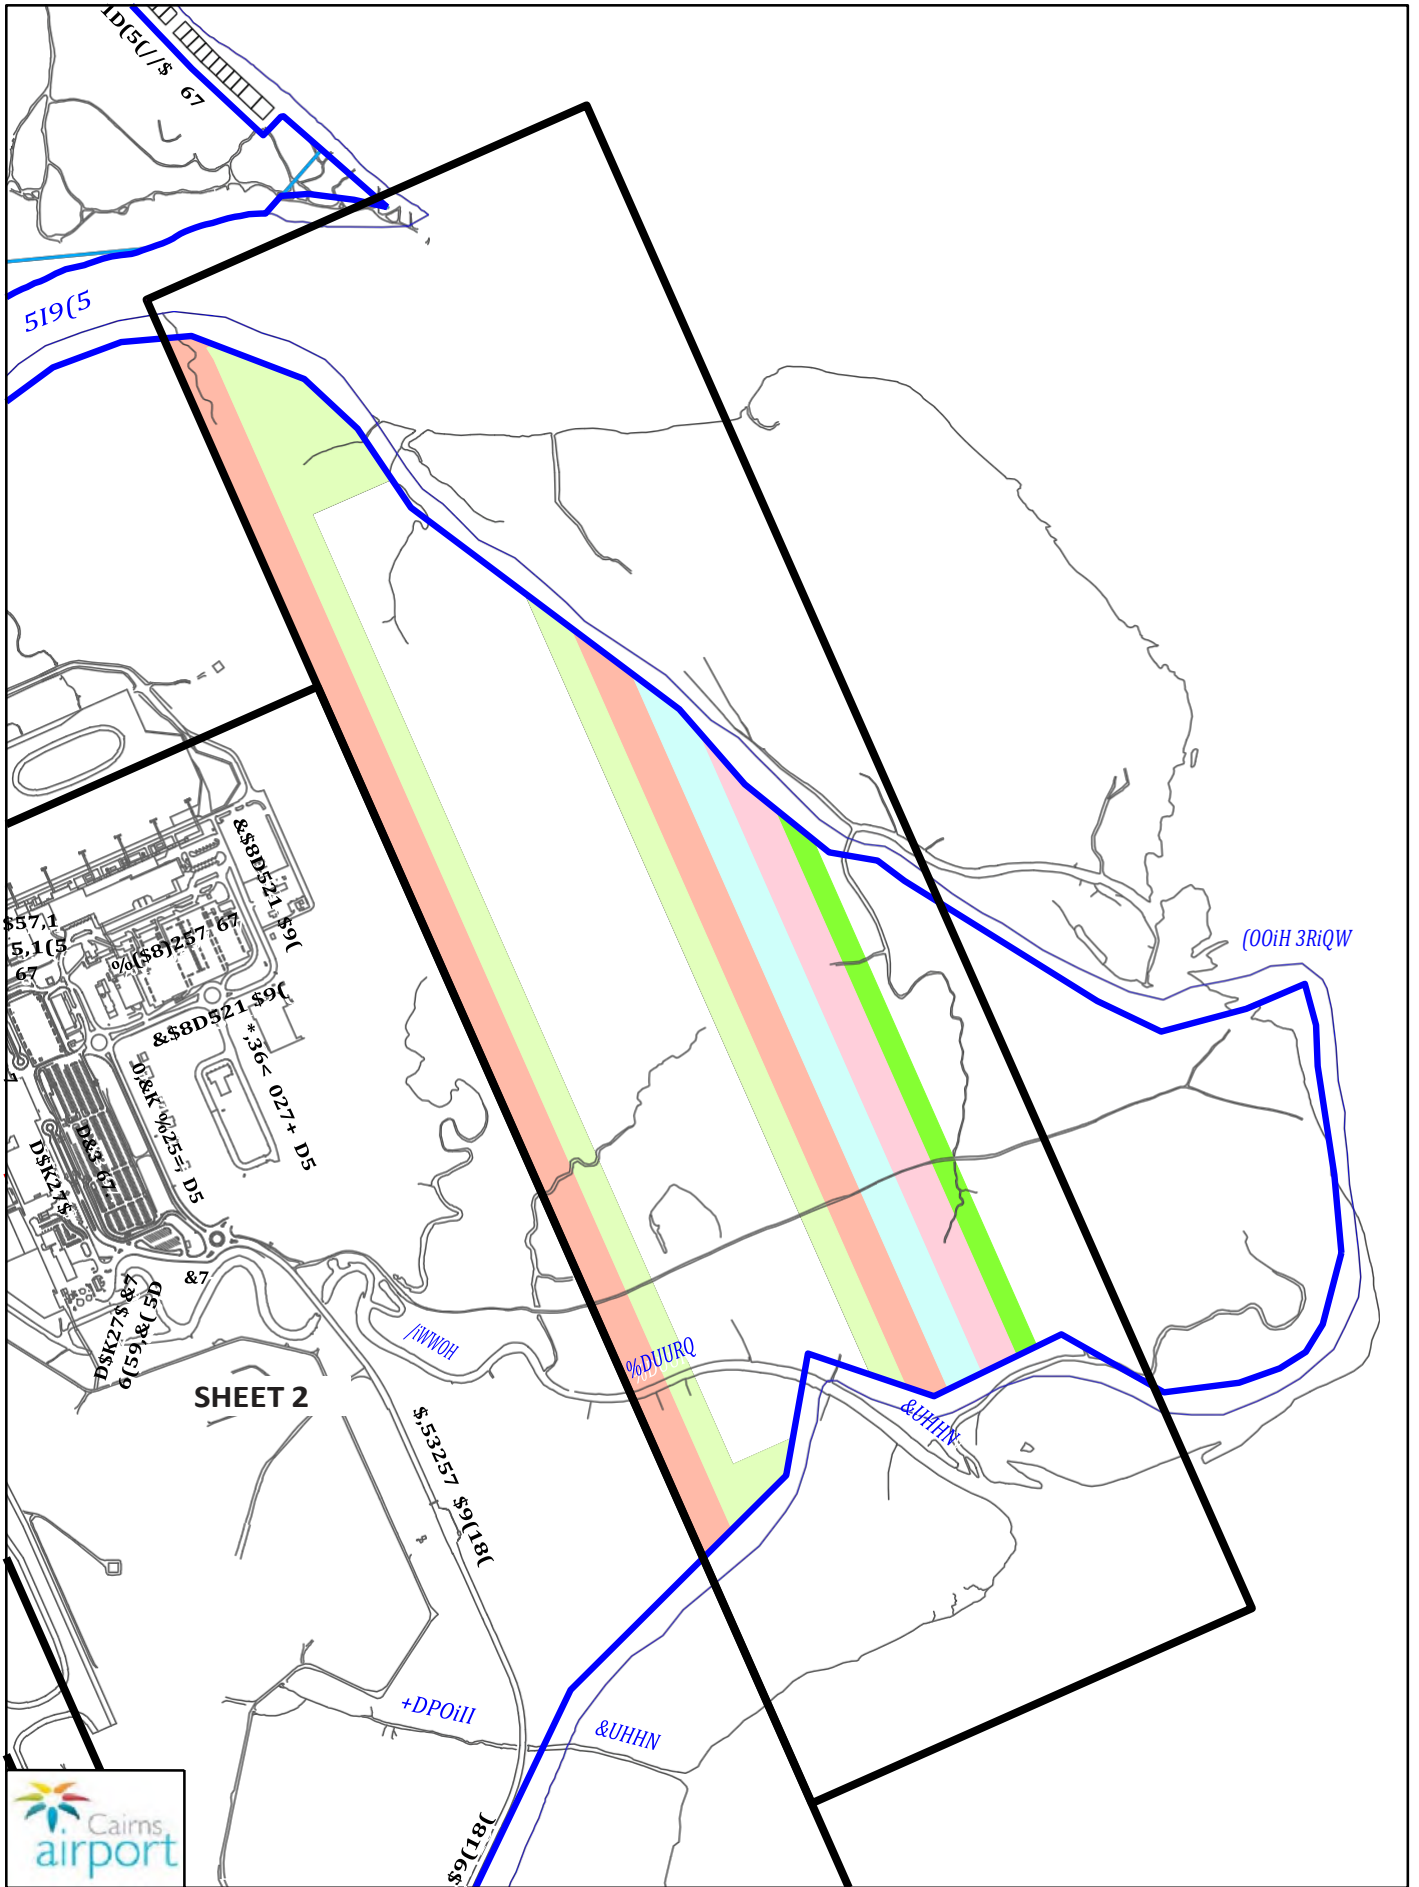 1D(5(//$ 67
5I9(5
&$8D521 $9(
$57,1
5,1(5
67
%($8)257 67
(OOiH 3RiQW
&$8D521 $9(
*,36< 027+ D5
0,&K %25=; D5
D&3 67
D$K27$
&7
D$K27$ &7
6(59,&( 5D
/iWWOH
%DUURQ
&UHHN
SHEET 2
$,53257 $9(18(
+DPOiII
&UHHN
$9(18(
Cairns
airport